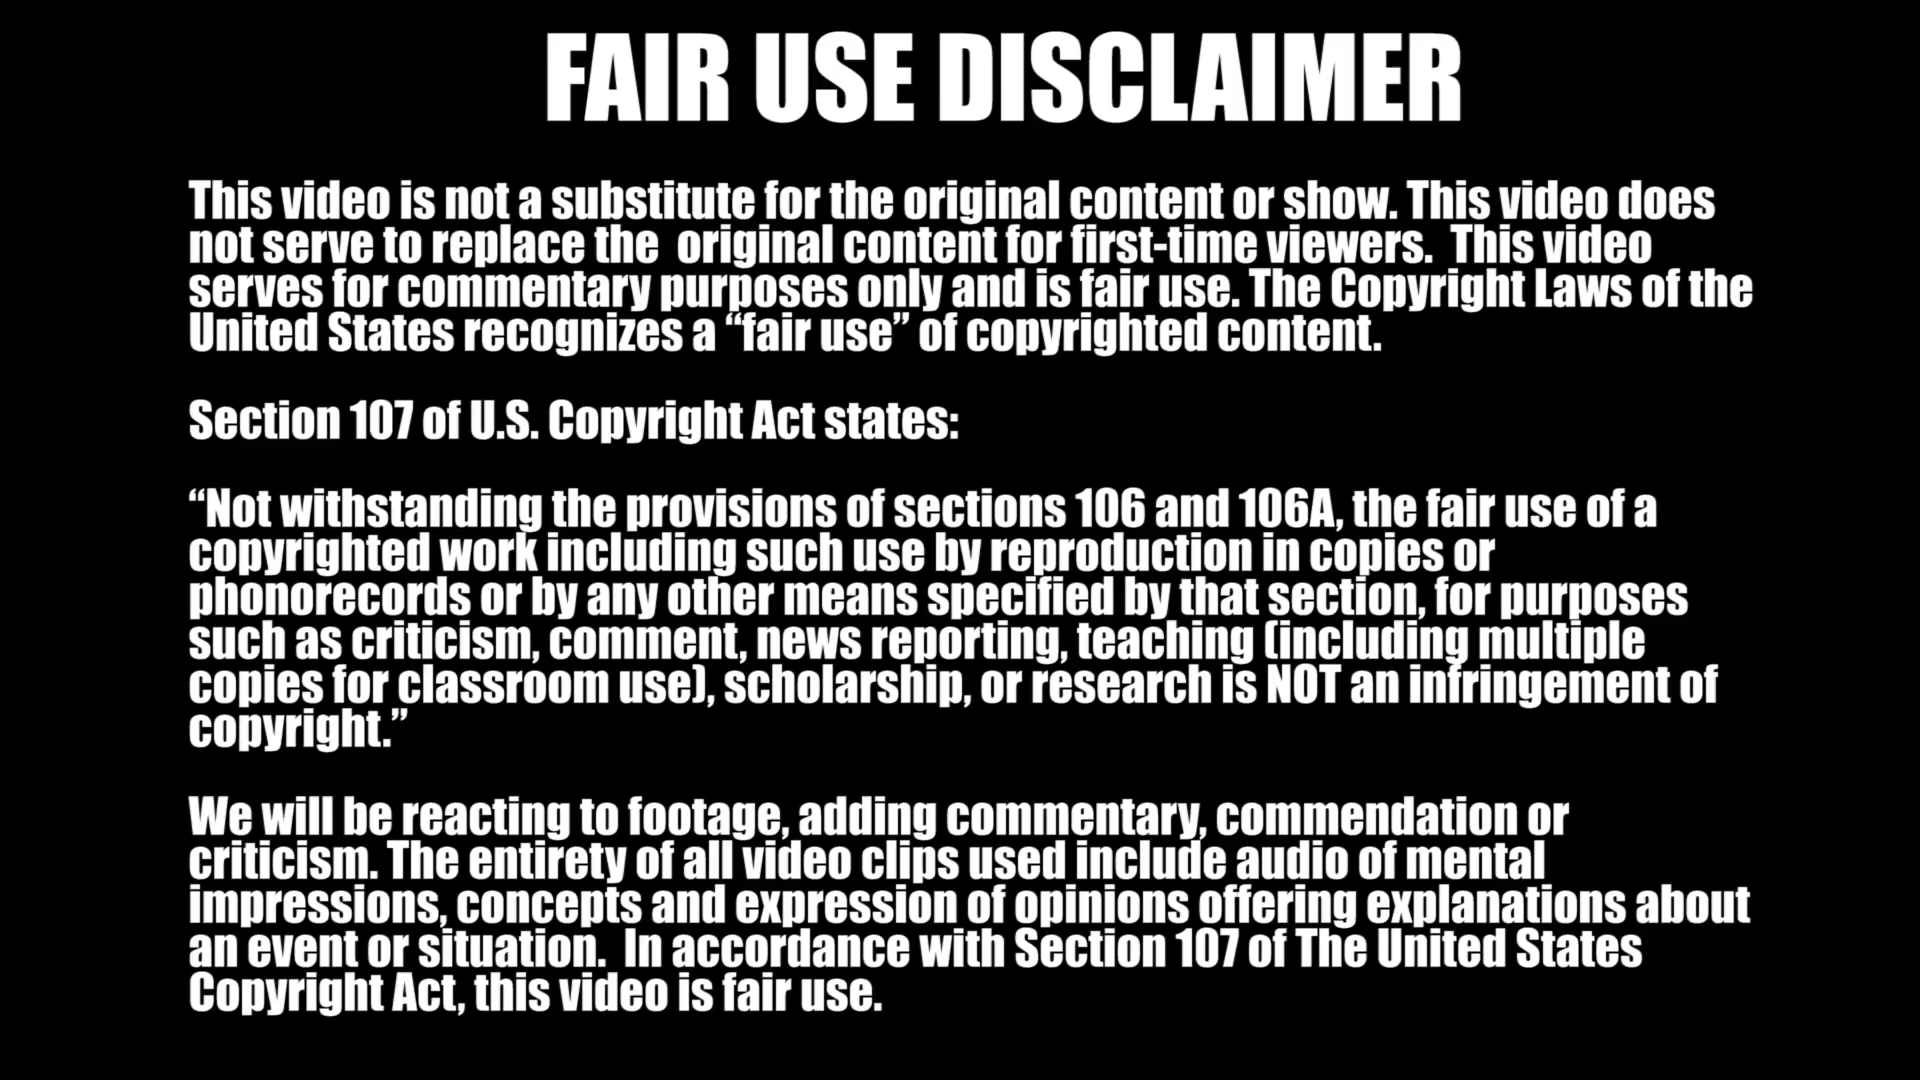 FAIR USE DISCLAIMER
This video is not a substitute for the original content or show. This video does
not serve to replace the  original content for first-time viewers.  This video
serves for commentary purposes only and is fair use. The Copyright Laws of the
United States recognizes a “fair use” of copyrighted content.
Section 107 of U.S. Copyright Act states:
“Not withstanding the provisions of sections 106 and 106A, the fair use of a
copyrighted work including such use by reproduction in copies or
phonorecords or by any other means specified by that section, for purposes
such as criticism, comment, news reporting, teaching (including multiple
copies for classroom use), scholarship, or research is NOT an infringement of
copyright.”
We will be reacting to footage, adding commentary, commendation or
criticism. The entirety of all video clips used include audio of mental
impressions, concepts and expression of opinions offering explanations about
an event or situation.  In accordance with Section 107 of The United States
Copyright Act, this video is fair use.